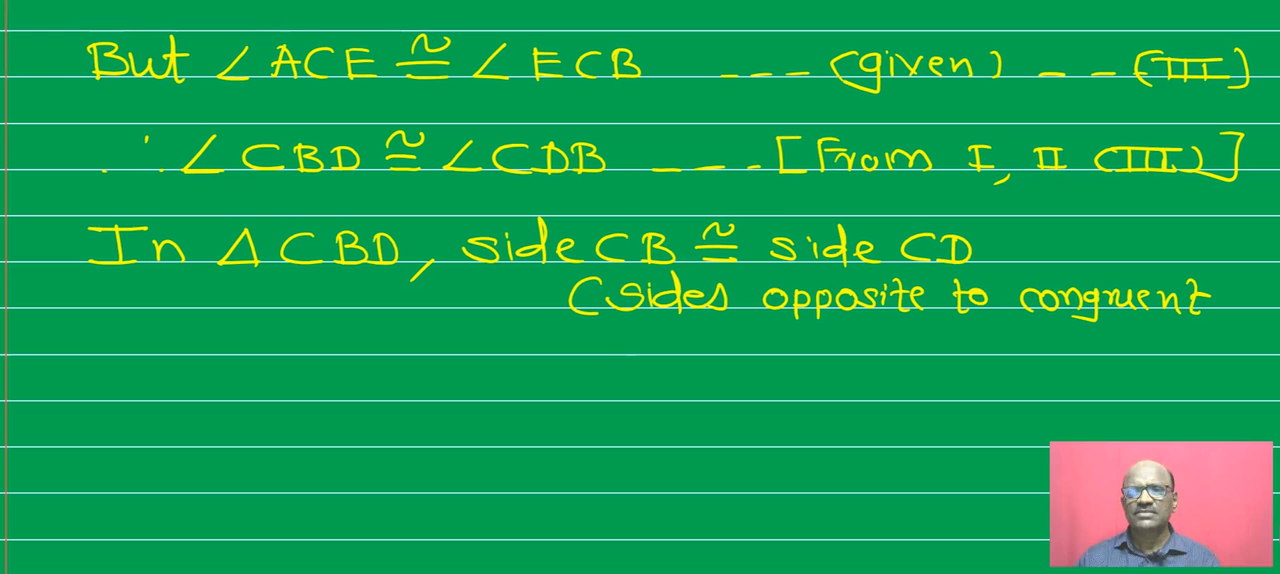 But ∠ ACE ≅ ∠ ECB --- (given) -- (III)
∴ ∠ CBD ≅ ∠ CDB --- . [From I, II (III)]
In Δ CBD, side CB ≅ side CD
(sides opposite to congruent